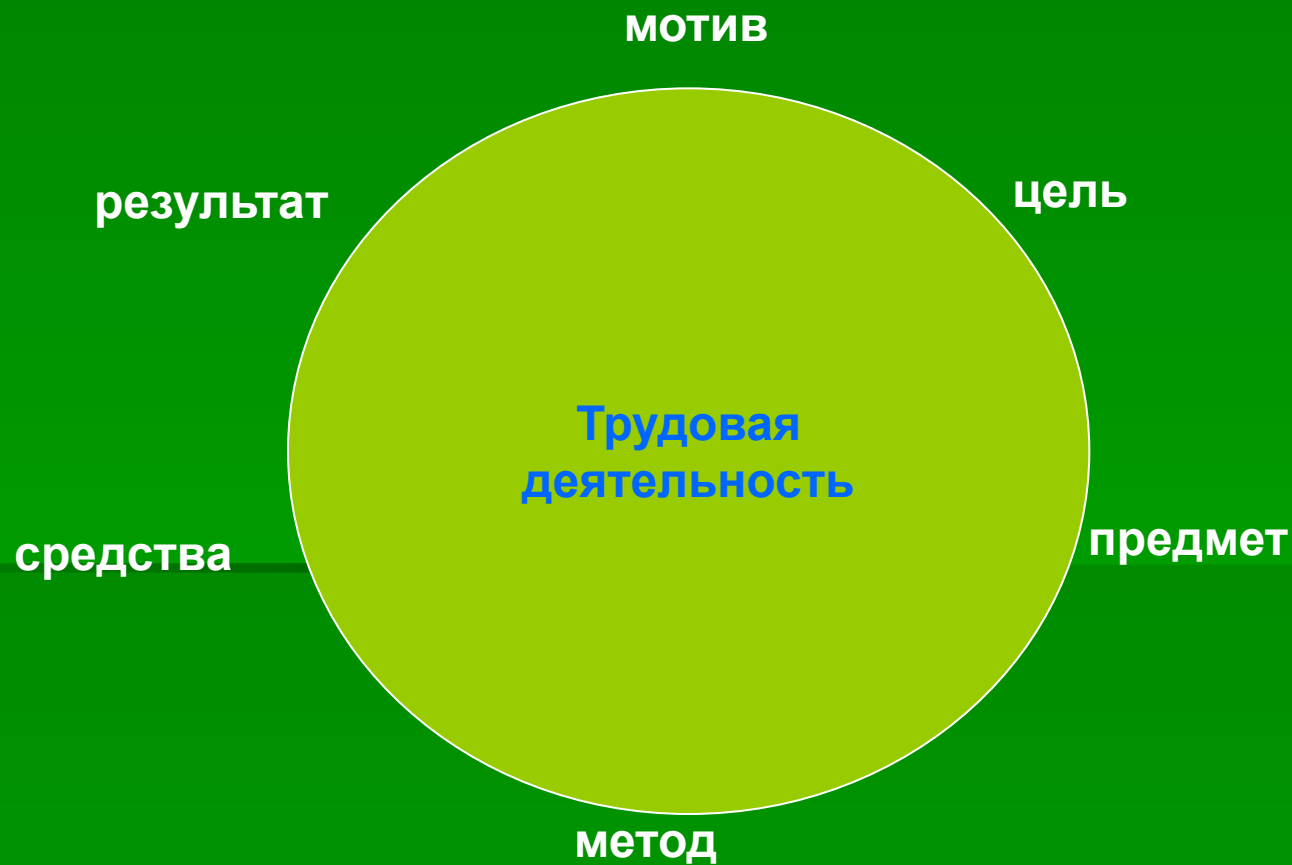 мотив
результат
цель
Трудовая
деятельность
средства
предмет
метод